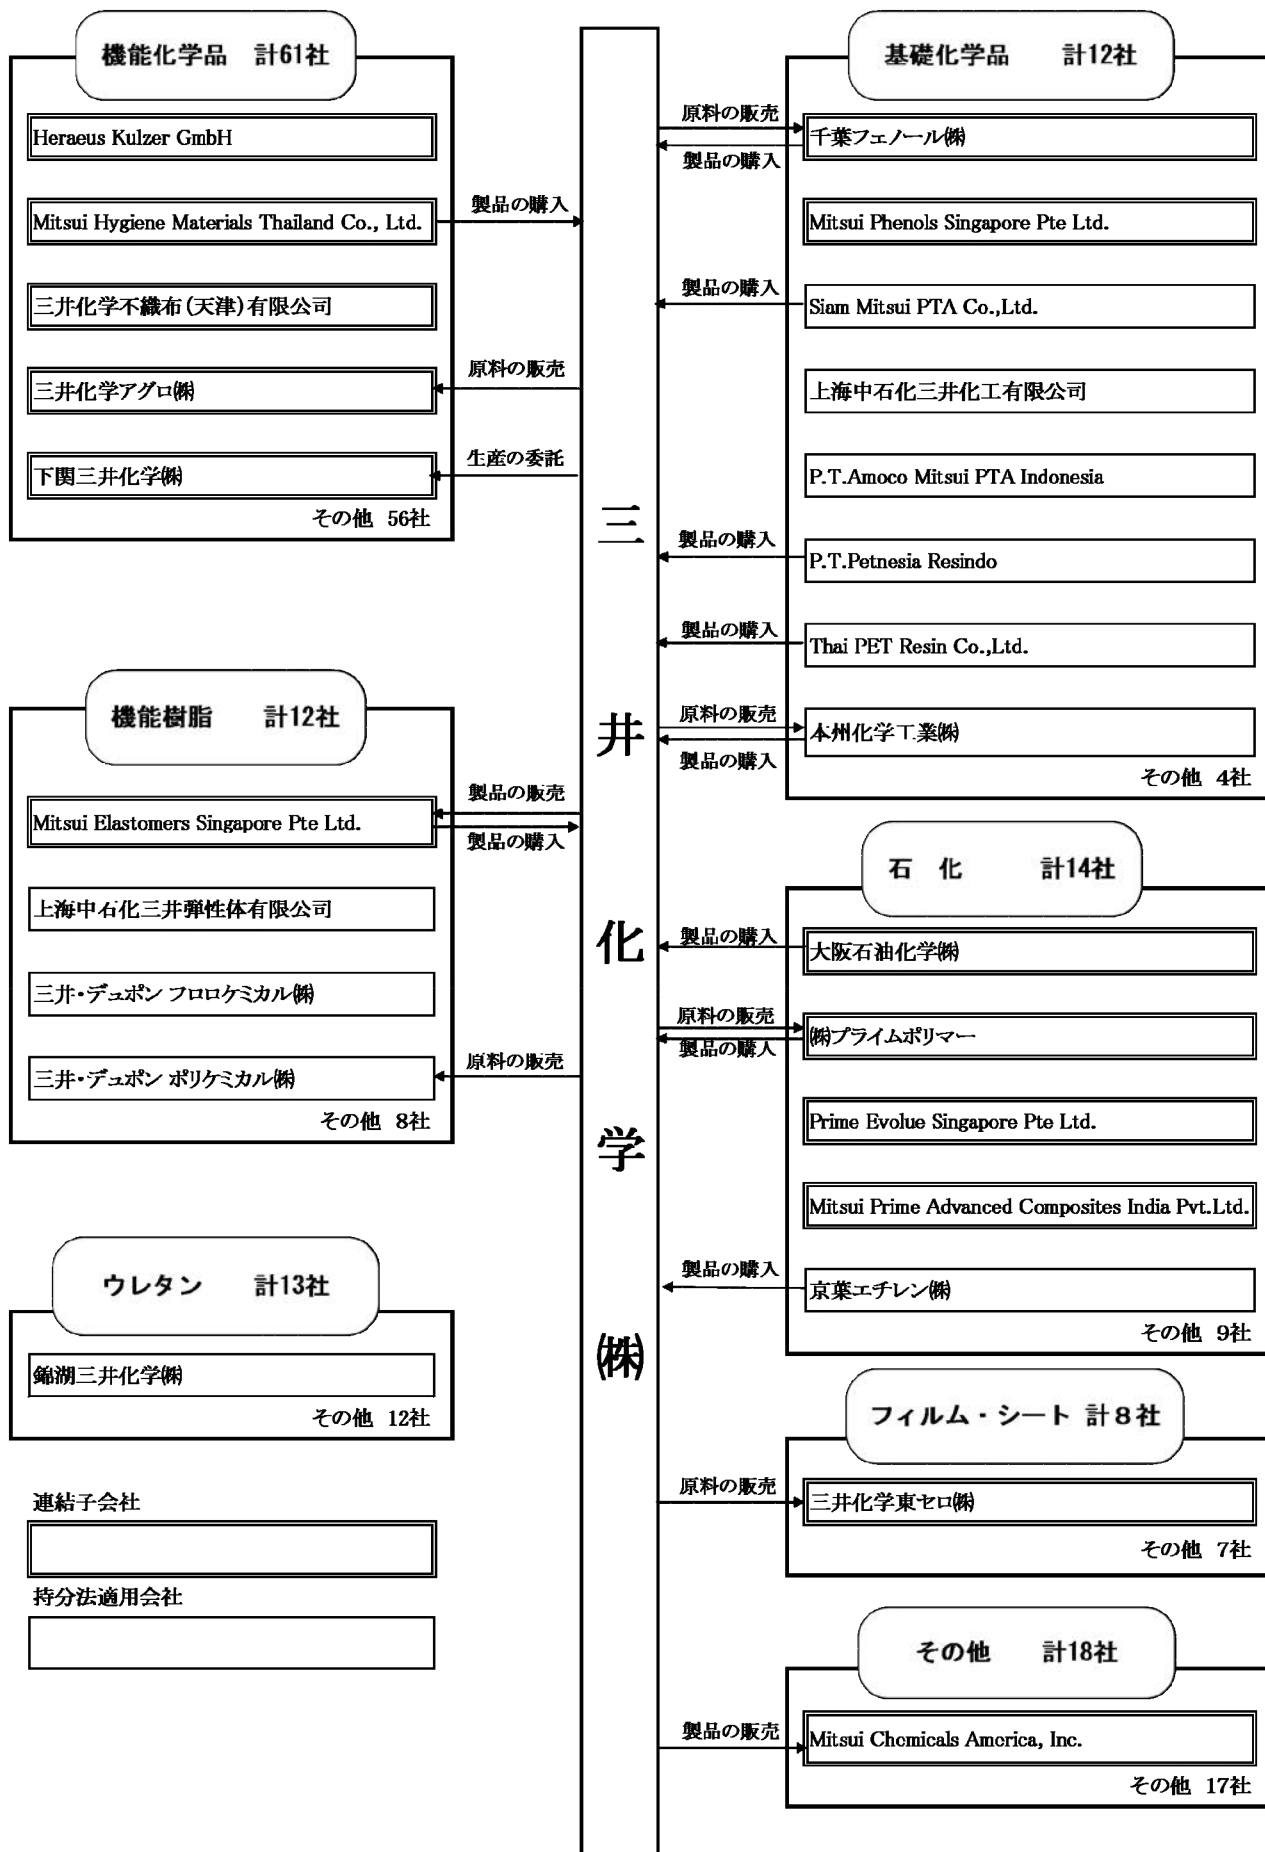 機能化学品 計61社
Heraeus Kulzer GmbH
Mitsui Hygiene Materials Thailand Co., Ltd.
製品の購入
三井化学不織布(天津)有限公司
三井化学アグロ㈱
原料の販売
下関三井化学㈱
生産の委託
その他 56社
機能樹脂 計12社
Mitsui Elastomers Singapore Pte Ltd.
製品の販売
製品の購入
上海中石化三井弾性体有限公司
三井・デュポン フロロケミカル㈱
三井・デュポン ポリケミカル㈱
原料の販売
その他 8社
ウレタン 計13社
錦湖三井化学㈱
その他 12社
連結子会社
持分法適用会社
三井化学㈱
基礎化学品 計12社
原料の販売
千葉フェノール㈱
製品の購入
Mitsui Phenols Singapore Pte Ltd.
製品の購入
Siam Mitsui PTA Co.,Ltd.
上海中石化三井化工有限公司
P.T.Amoco Mitsui PTA Indonesia
製品の購入
P.T.Petnesia Resindo
製品の購入
Thai PET Resin Co.,Ltd.
原料の販売
本州化学工業㈱
製品の購入
その他 4社
石 化 計14社
製品の購入
大阪石油化学㈱
原料の販売
㈱プライムポリマー
製品の購入
Prime Evolue Singapore Pte Ltd.
Mitsui Prime Advanced Composites India Pvt.Ltd.
製品の購入
京葉エチレン㈱
その他 9社
フィルム・シート 計８社
原料の販売
三井化学東セロ㈱
その他 7社
その他 計18社
製品の販売
Mitsui Chemicals America, Inc.
その他 17社